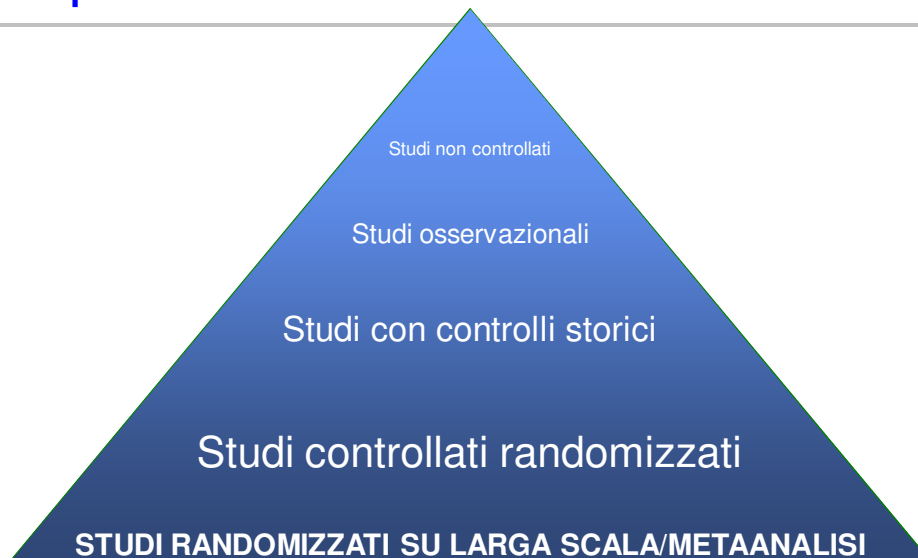 Studi non controllati
Studi osservazionali
Studi con controlli storici
Studi controllati randomizzati
STUDI RANDOMIZZATI SU LARGA SCALA/METAANALISI